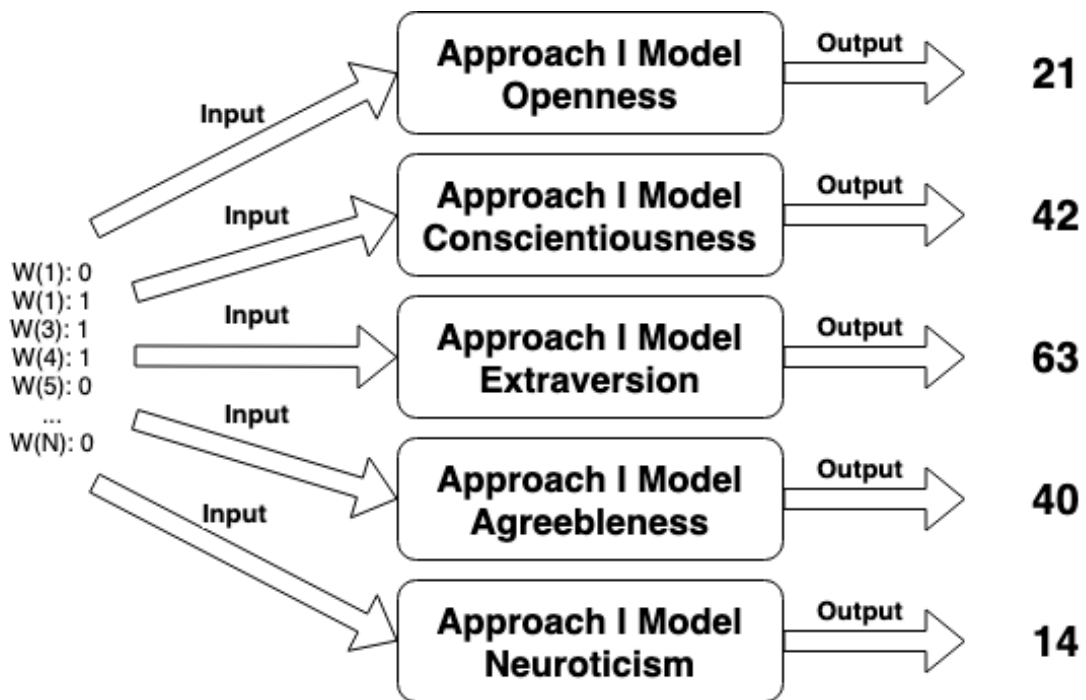 Approach I Model
Openness
Output
21
Input
Approach I Model
Conscientiousness
Output
42
Input
W(1): 0
W(1): 1
W(3): 1
W(4): 1
W(5): 0
...
W(N): 0
Input
Approach I Model
Extraversion
Output
63
Input
Approach I Model
Agreebleness
Output
40
Input
Approach I Model
Neuroticism
Output
14